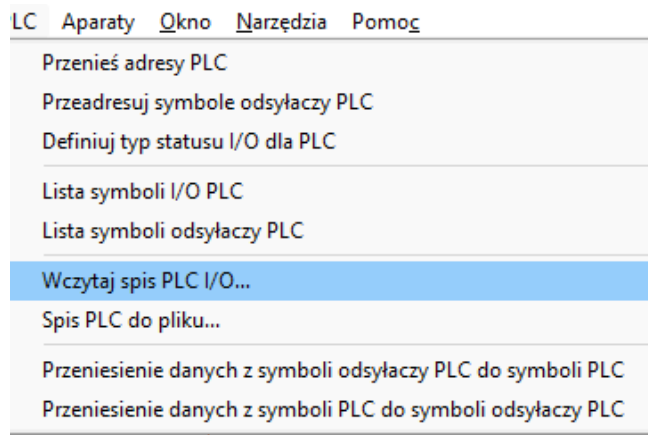 LC Aparaty Okno Narzędzia Pomoc
Przenieś adresy PLC
Przeadresuj symbole odsyłaczy PLC
Definiuj typ statusu I/O dla PLC
Lista symboli I/O PLC
Lista symboli odsyłaczy PLC
Wczytaj spis PLC I/O...
Spis PLC do pliku...
Przeniesienie danych z symboli odsyłaczy PLC do symboli PLC
Przeniesienie danych z symboli PLC do symboli odsyłaczy PLC